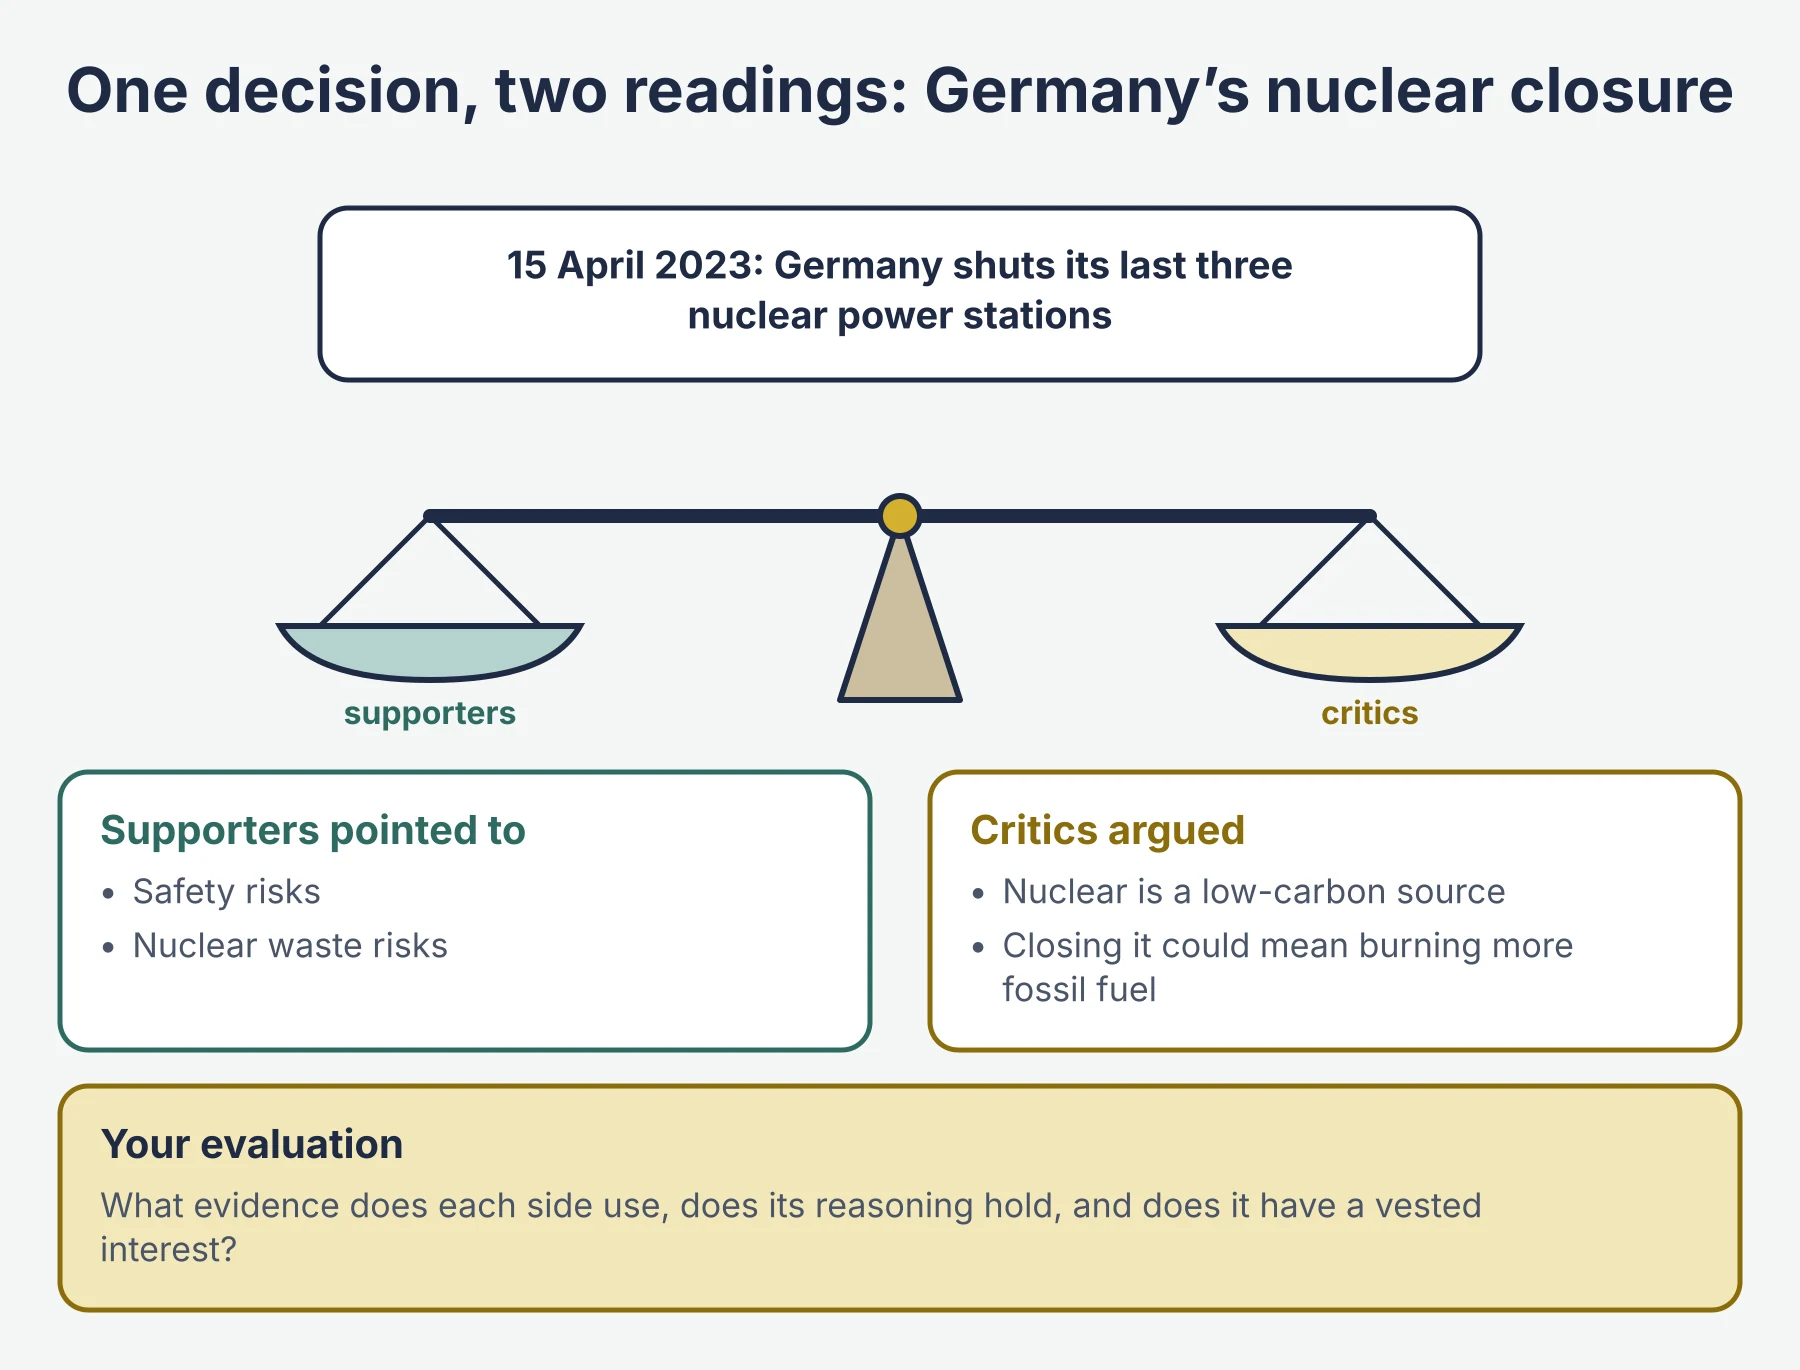 One decision, two readings: Germany’s nuclear closure
15 April 2023: Germany shuts its last three
nuclear power stations
supporters
critics
Supporters pointed to
• Safety risks
• Nuclear waste risks
Critics argued
• Nuclear is a low-carbon source
• Closing it could mean burning more
fossil fuel
Your evaluation
What evidence does each side use, does its reasoning hold, and does it have a vested
interest?